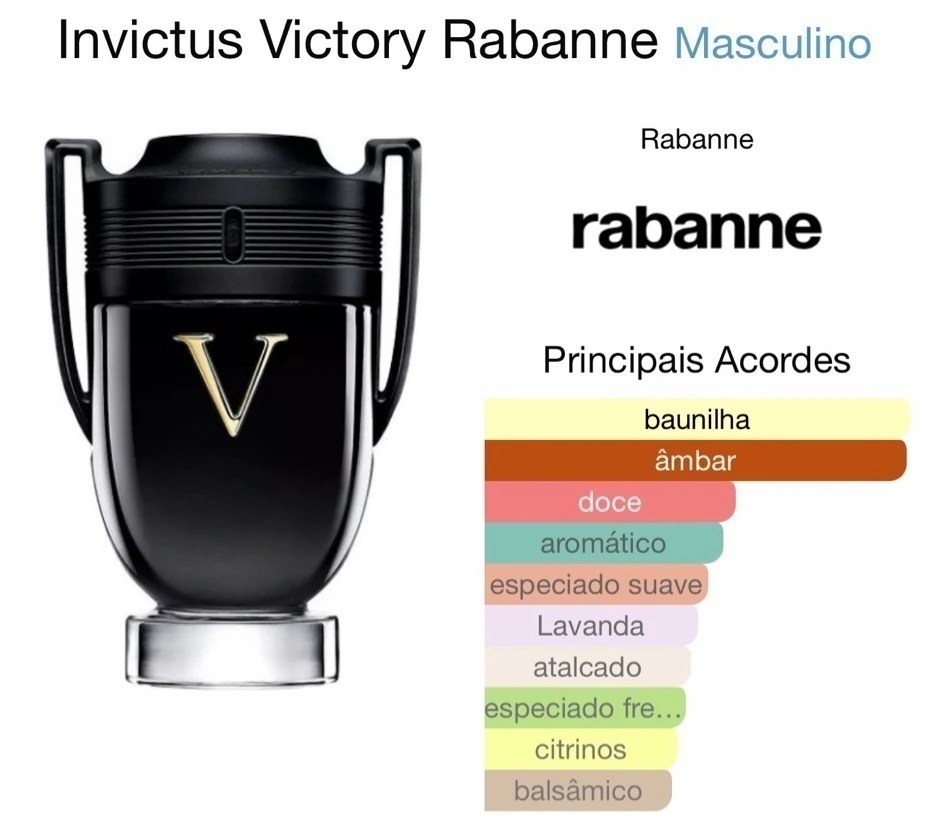 Invictus Victory Rabanne Masculino
Rabanne
rabanne
V
Principais Acordes
baunilha
âmbar
doce
aromático
especiado suave
Lavanda
atalcado
especiado fre...
citrinos
balsâmico